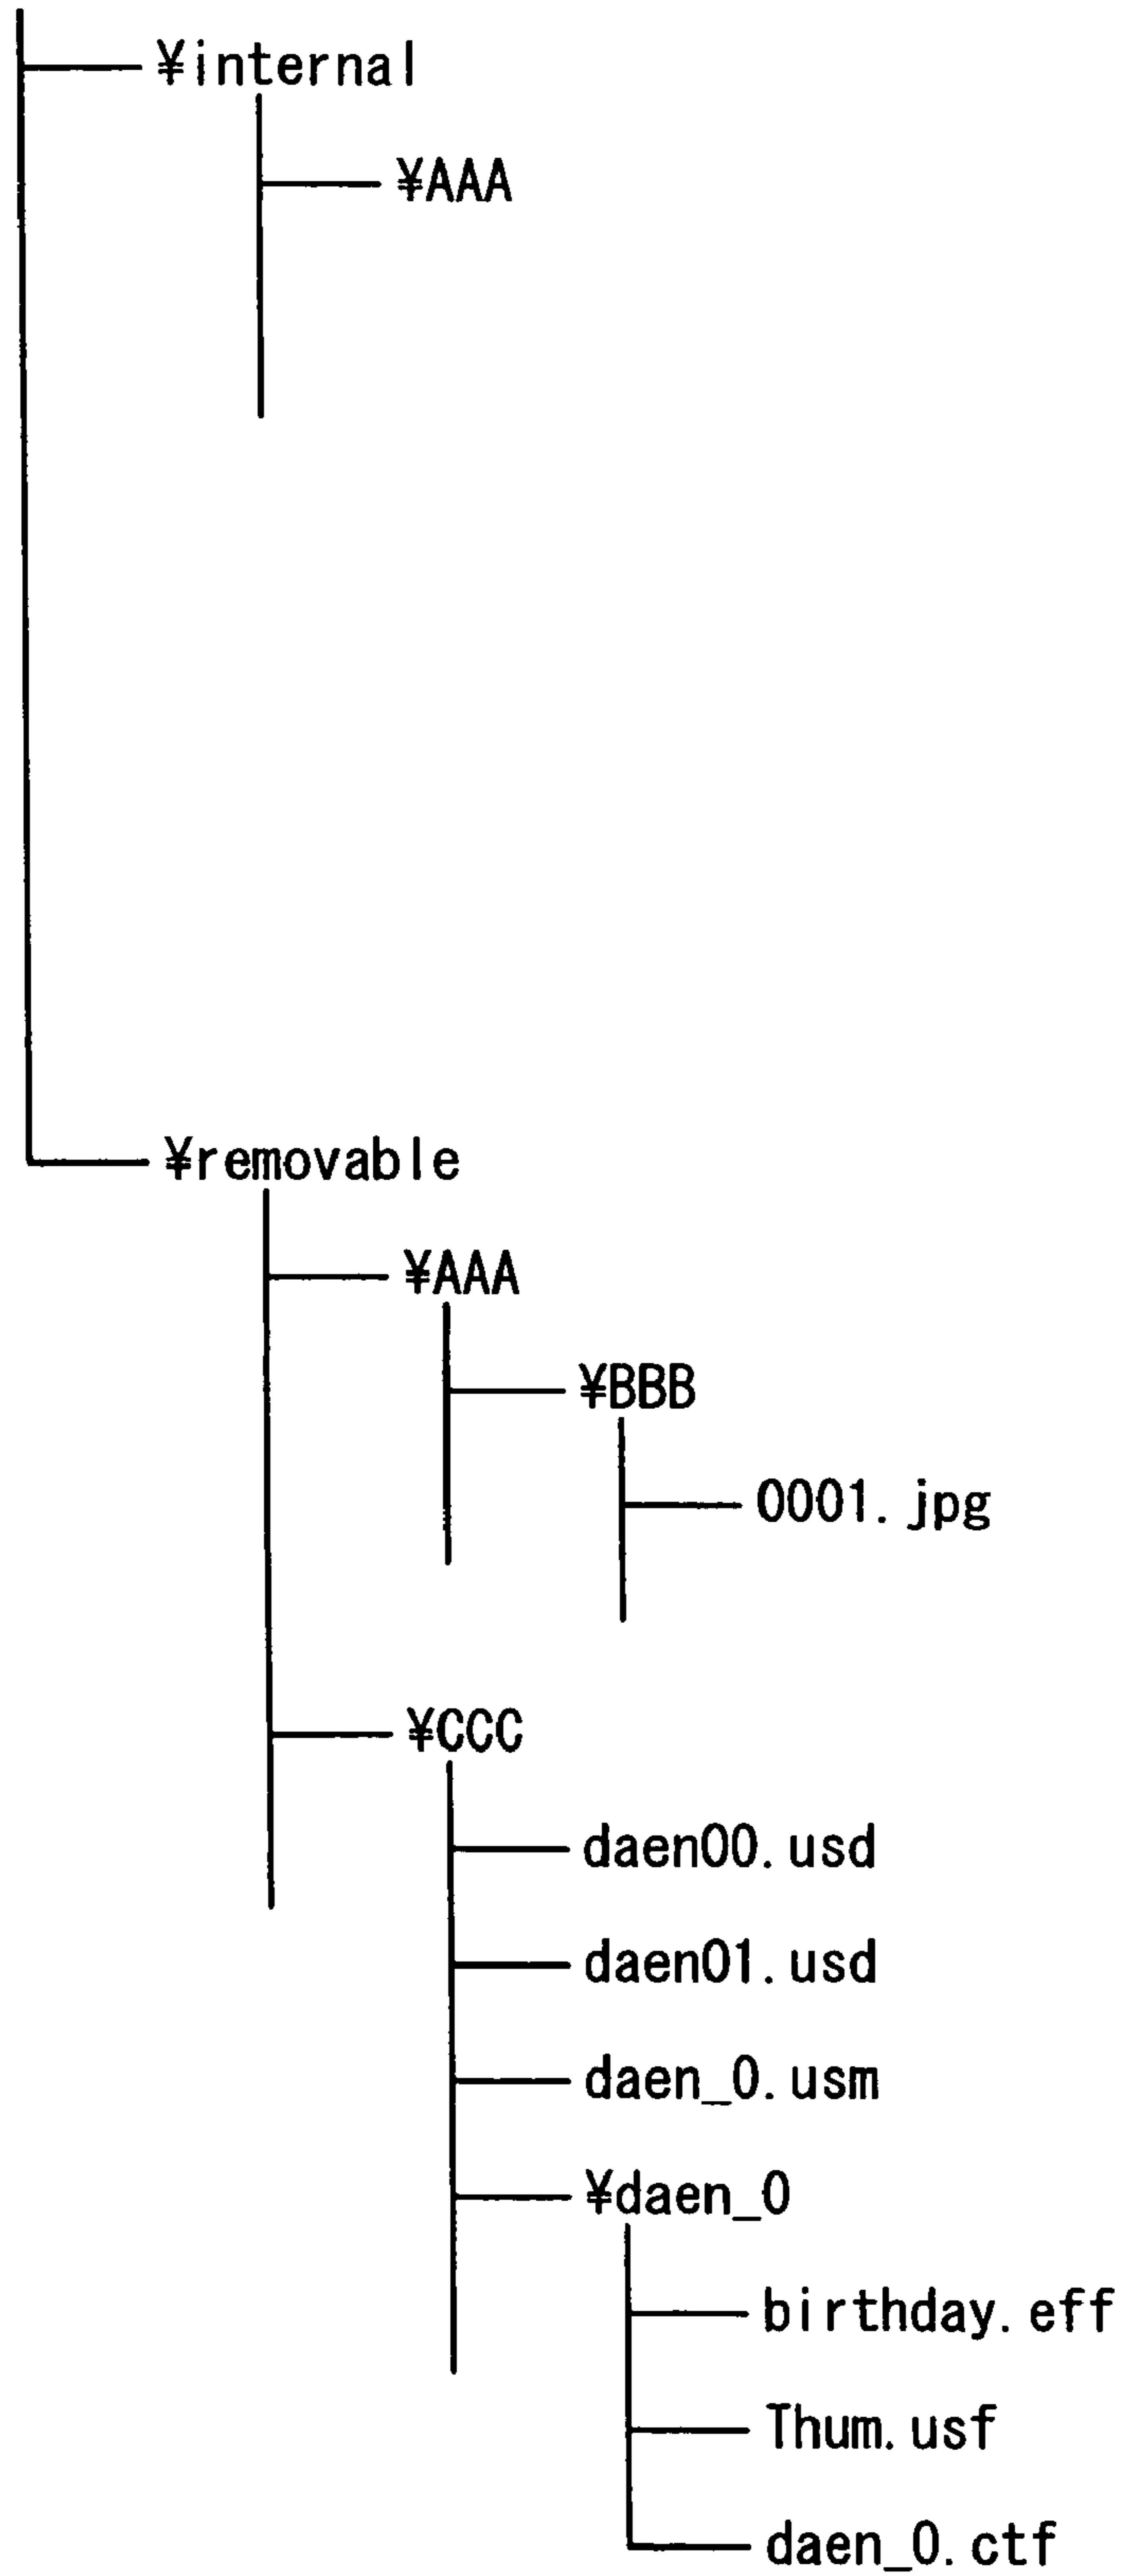 ¥internal
¥AAA
¥removable
¥AAA
¥BBB
0001.jpg
¥CCC
daen00.usd
daen01.usd
daen_0.usm
¥daen_0
birthday.eff
Thum.usf
daen_0.ctf